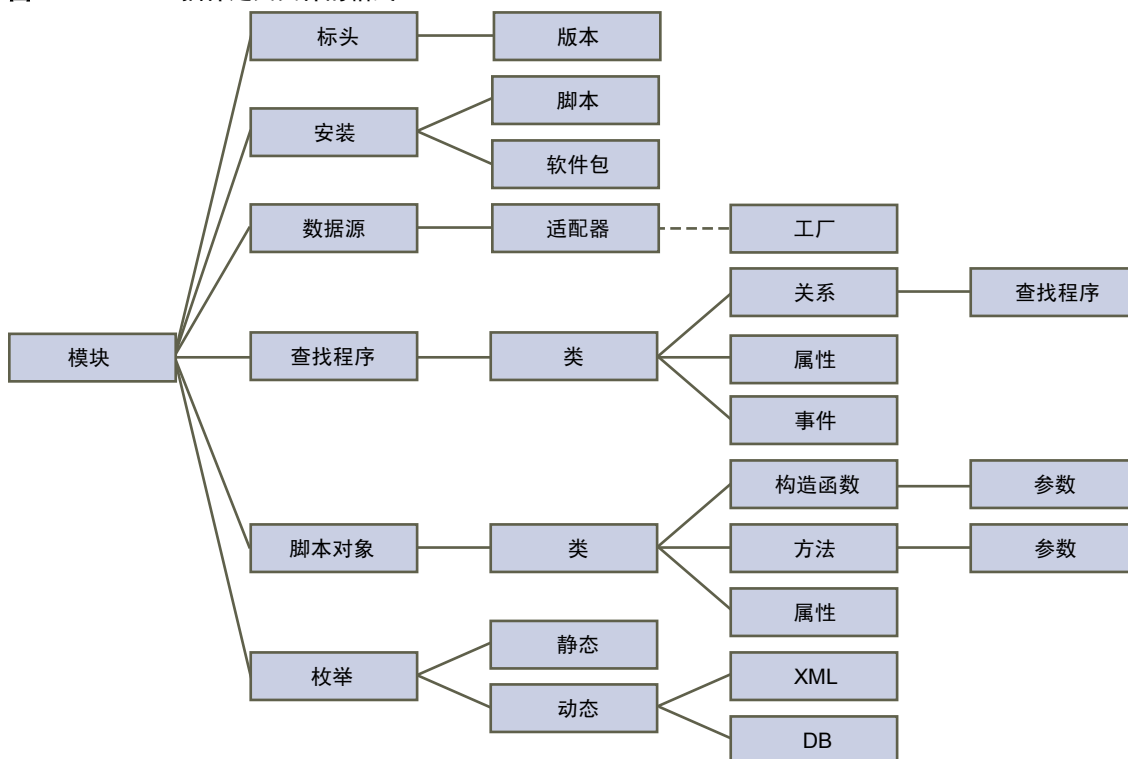 标头
版本
安装
脚本
软件包
数据源
适配器
工厂
模块
查找程序
类
关系
查找程序
属性
事件
脚本对象
类
构造函数
参数
方法
参数
属性
枚举
静态
动态
XML
DB